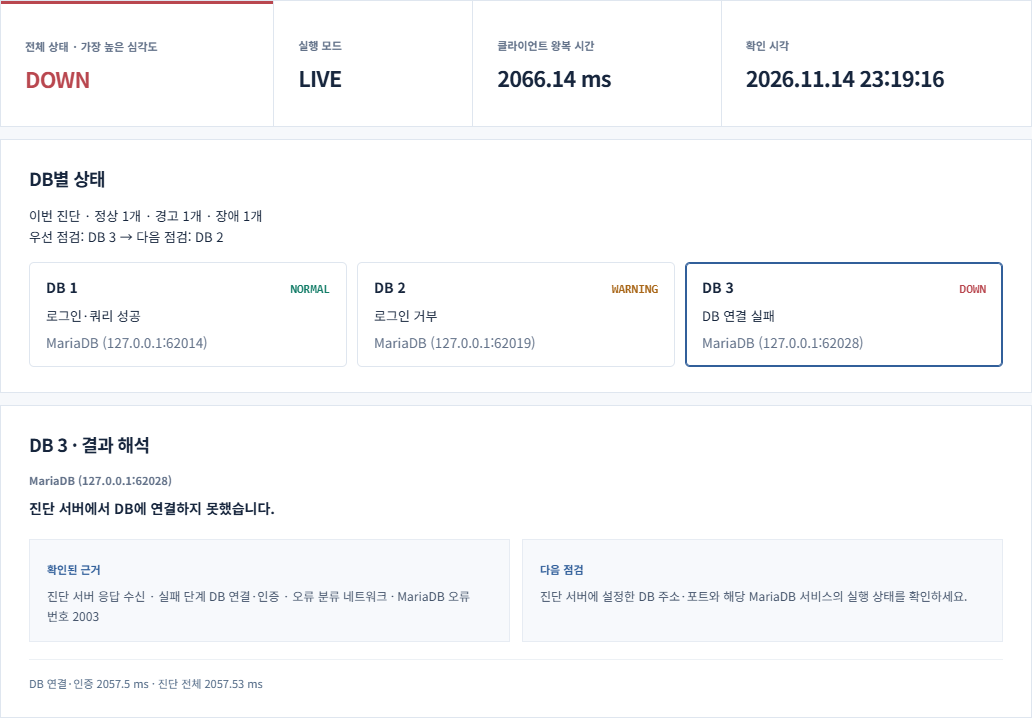 전체 상태 · 가장 높은 심각도
DOWN
실행 모드
LIVE
클라이언트 왕복 시간
2066.14 ms
확인 시각
2026.11.14 23:19:16
DB별 상태
이번 진단 · 정상 1개 · 경고 1개 · 장애 1개
우선 점검: DB 3 → 다음 점검: DB 2
DB 1
NORMAL
로그인·쿼리 성공
MariaDB (127.0.0.1:62014)
DB 2
WARNING
로그인 거부
MariaDB (127.0.0.1:62019)
DB 3
DOWN
DB 연결 실패
MariaDB (127.0.0.1:62028)
DB 3 · 결과 해석
MariaDB (127.0.0.1:62028)
진단 서버에서 DB에 연결하지 못했습니다.
확인된 근거
진단 서버 응답 수신 · 실패 단계 DB 연결·인증 · 오류 분류 네트워크 · MariaDB 오류
번호 2003
다음 점검
진단 서버에 설정한 DB 주소·포트와 해당 MariaDB 서비스의 실행 상태를 확인하세요.
DB 연결·인증 2057.5 ms · 진단 전체 2057.53 ms